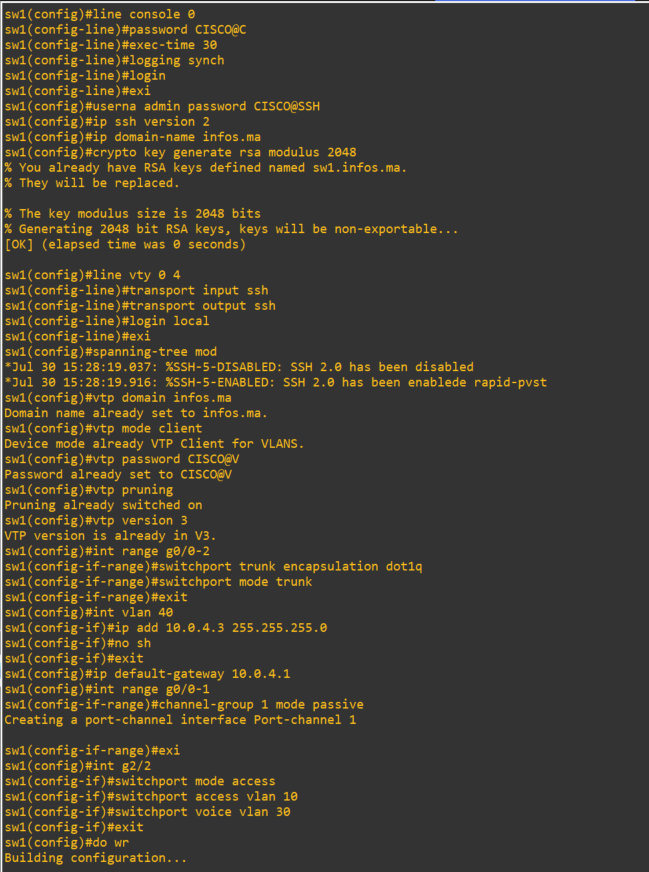 sw1(config)#line console 0
sw1(config-line)#password CISCO@C
sw1(config-line)#exec-time 30
sw1(config-line)#logging synch
sw1(config-line)#login
sw1(config-line)#exi
sw1(config)#userna admin password CISCO@SSH
sw1(config)#ip ssh version 2
sw1(config)#ip domain-name infos.ma
sw1(config)#crypto key generate rsa modulus 2048
% You already have RSA keys defined named sw1.infos.ma.
% They will be replaced.

% The key modulus size is 2048 bits
% Generating 2048 bit RSA keys, keys will be non-exportable...
[OK] (elapsed time was 0 seconds)

sw1(config)#line vty 0 4
sw1(config-line)#transport input ssh
sw1(config-line)#transport output ssh
sw1(config-line)#login local
sw1(config-line)#exi
sw1(config)#spanning-tree mod
*Jul 30 15:28:19.037: %SSH-5-DISABLED: SSH 2.0 has been disabled
*Jul 30 15:28:19.916: %SSH-5-ENABLED: SSH 2.0 has been enablede rapid-pvst
sw1(config)#vtp domain infos.ma
Domain name already set to infos.ma.
sw1(config)#vtp mode client
Device mode already VTP Client for VLANS.
sw1(config)#vtp password CISCO@V
Password already set to CISCO@V
sw1(config)#vtp pruning
Pruning already switched on
sw1(config)#vtp version 3
VTP version is already in V3.
sw1(config)#int range g0/0-2
sw1(config-if-range)#switchport trunk encapsulation dot1q
sw1(config-if-range)#switchport mode trunk
sw1(config-if-range)#exit
sw1(config)#int vlan 40
sw1(config-if)#ip add 10.0.4.3 255.255.255.0
sw1(config-if)#no sh
sw1(config-if)#exit
sw1(config)#ip default-gateway 10.0.4.1
sw1(config)#int range g0/0-1
sw1(config-if-range)#channel-group 1 mode passive
Creating a port-channel interface Port-channel 1

sw1(config-if-range)#exi
sw1(config)#int g2/2
sw1(config-if)#switchport mode access
sw1(config-if)#switchport access vlan 10
sw1(config-if)#switchport voice vlan 30
sw1(config-if)#exit
sw1(config)#do wr
Building configuration...